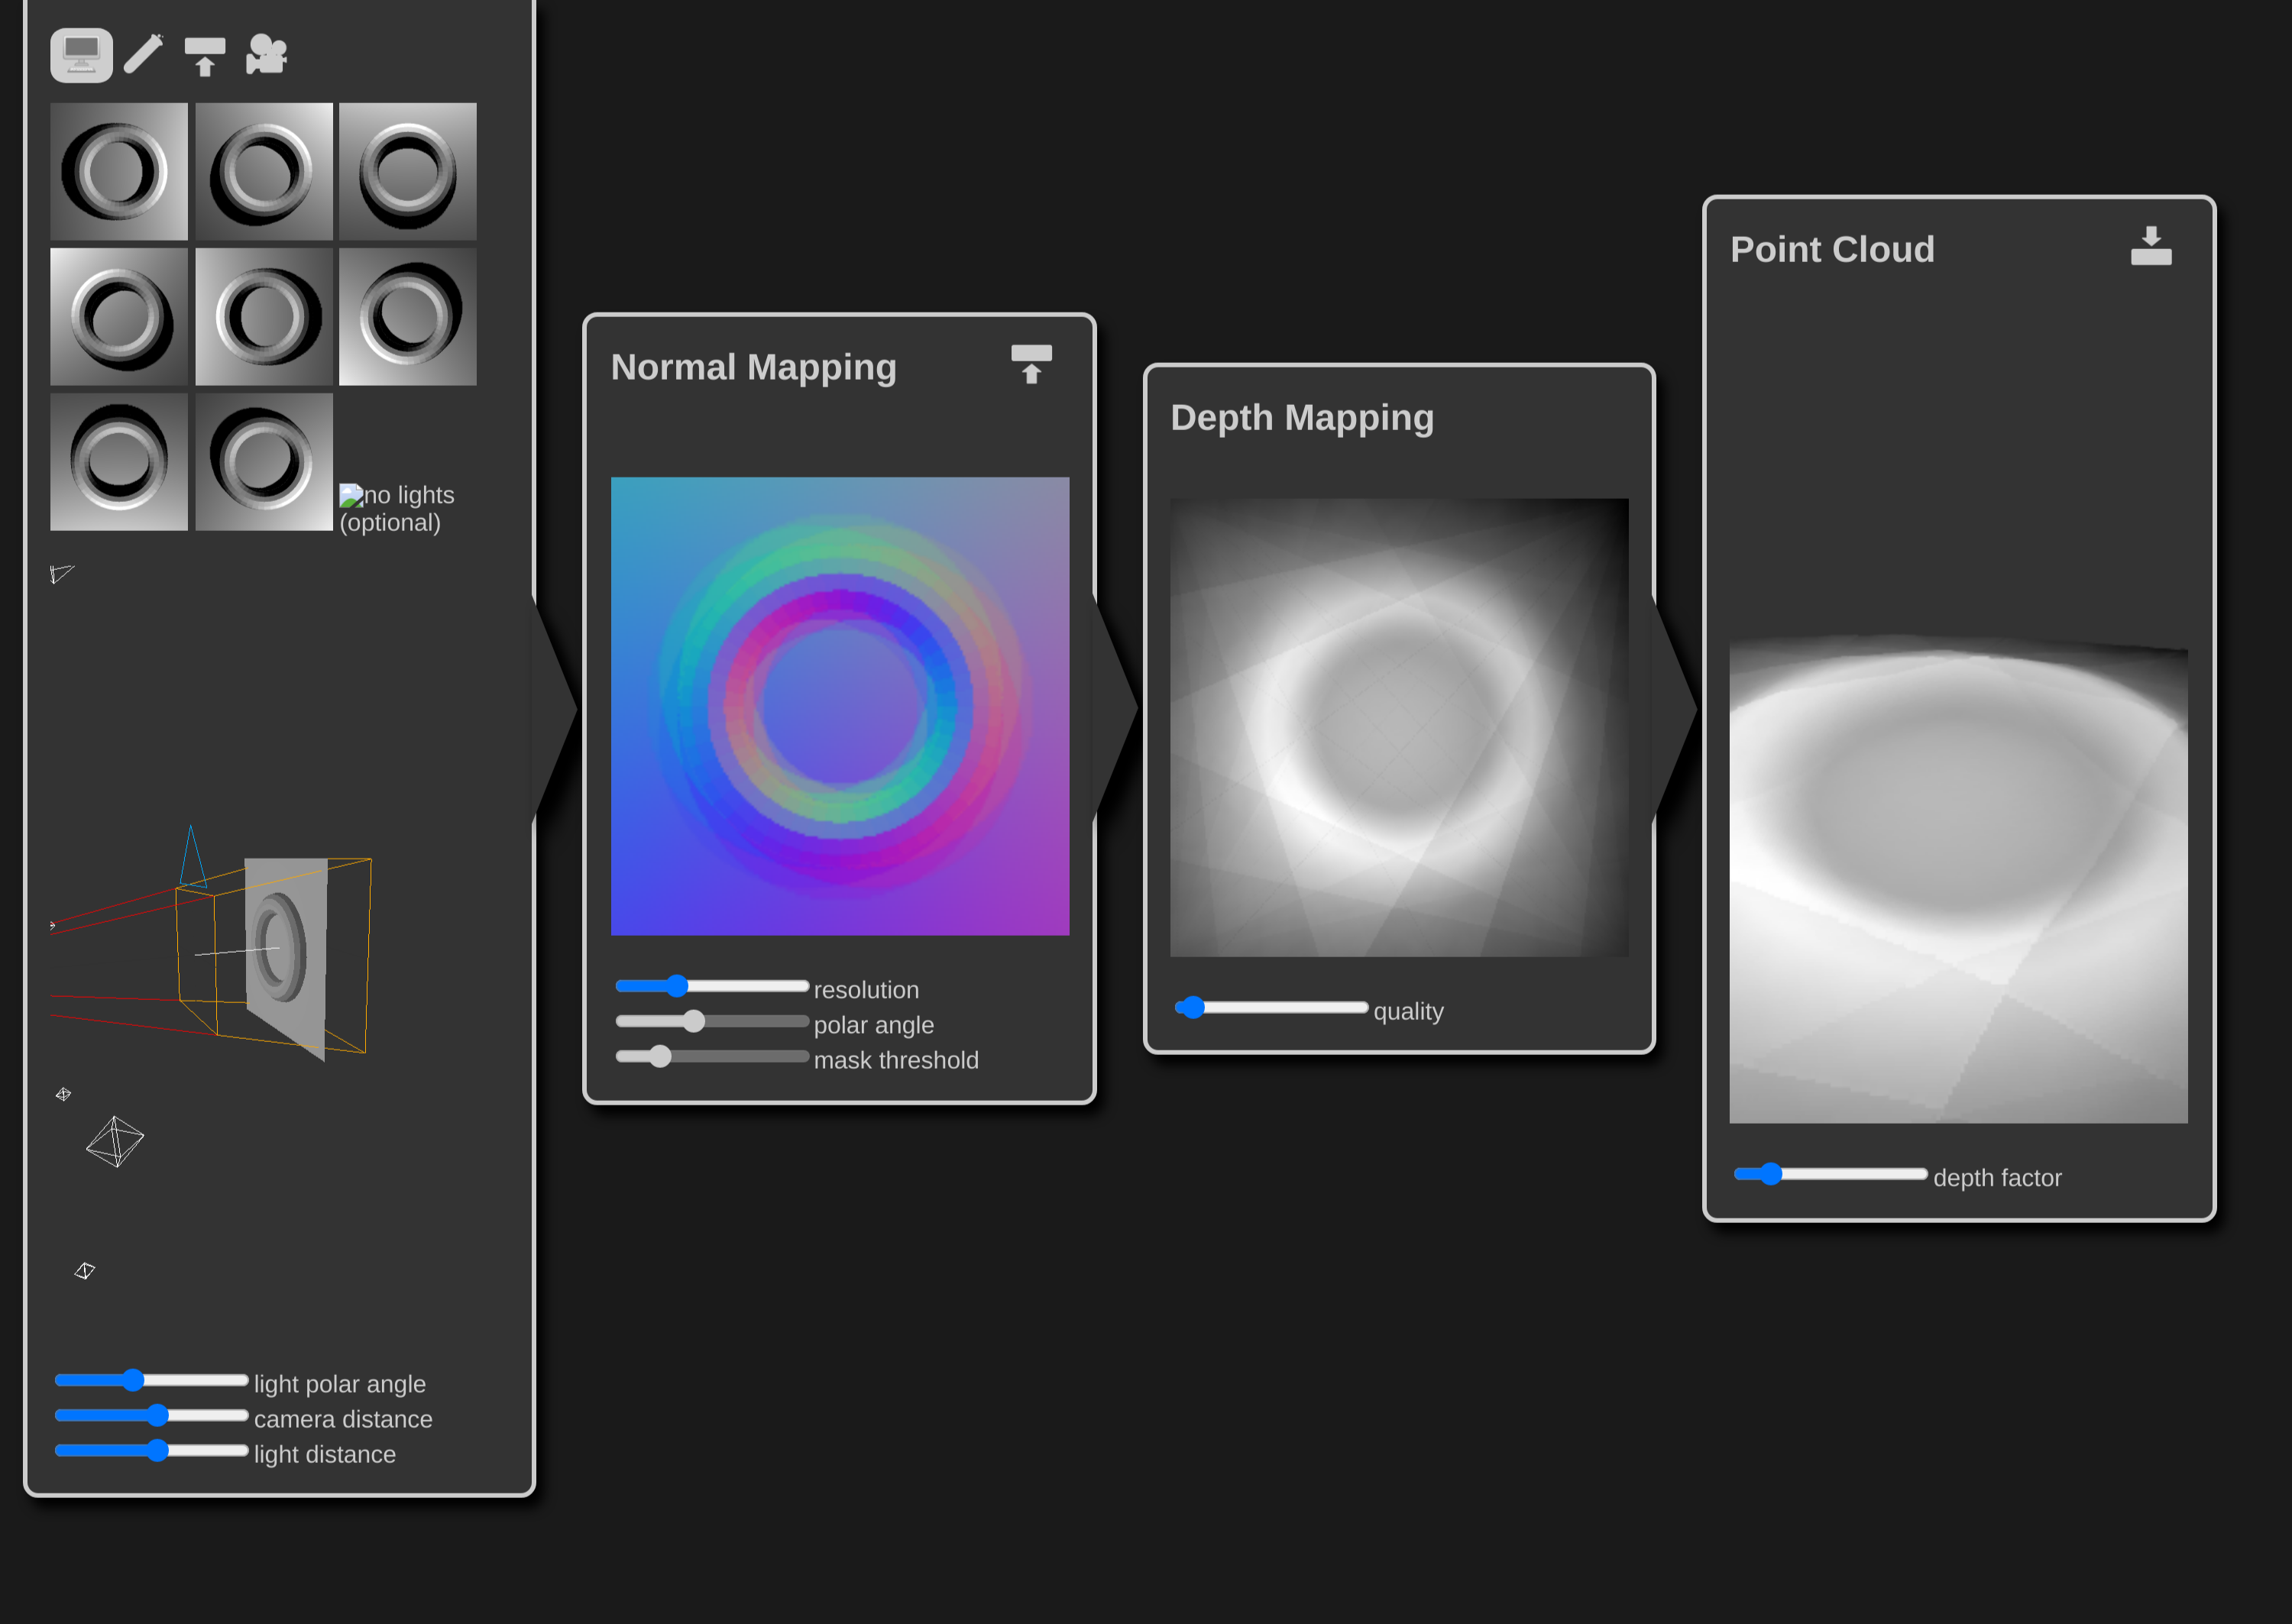 no lights
(optional)
light polar angle
camera distance
light distance
Normal Mapping
resolution
polar angle
mask threshold
Depth Mapping
quality
Point Cloud
depth factor